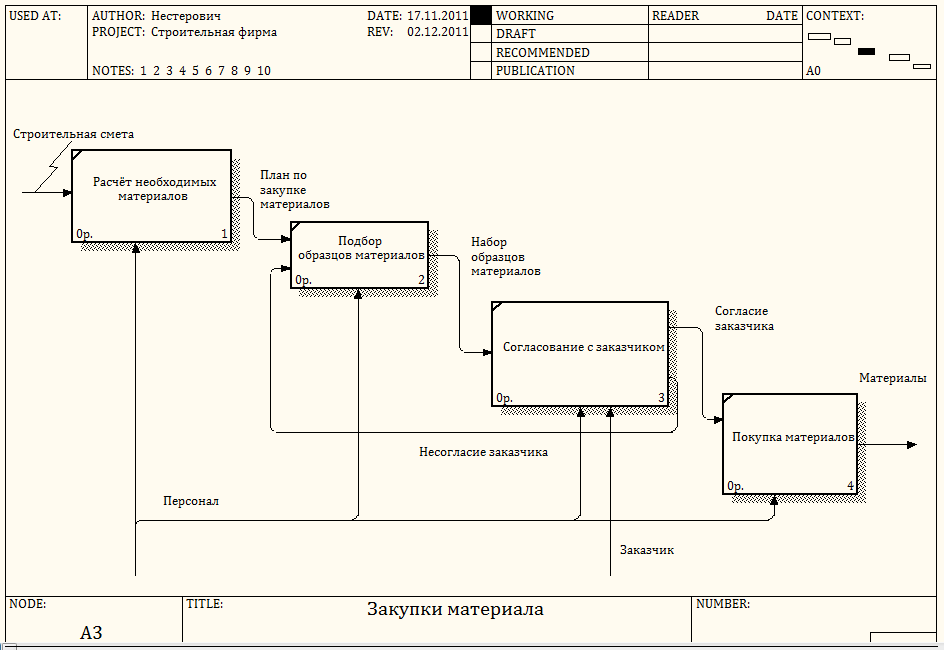 USED AT:
AUTHOR: Нестерович
DATE: 17.11.2011
PROJECT: Строительная фирма
REV: 02.12.2011
NOTES: 1 2 3 4 5 6 7 8 9 10
WORKING
DRAFT
RECOMMENDED
PUBLICATION
READER
DATE
CONTEXT:
A0
Строительная смета
Расчёт необходимых
материалов
0р.
1
План по
закупке
материалов
Подбор
образцов материалов
0р.
2
Набор
образцов
материалов
Согласование с заказчиком
0р.
3
Согласие
заказчика
Материалы
Покупка материалов
0р.
4
Несогласие заказчика
Персонал
Заказчик
NODE:
A3
TITLE:
Закупки материала
NUMBER: